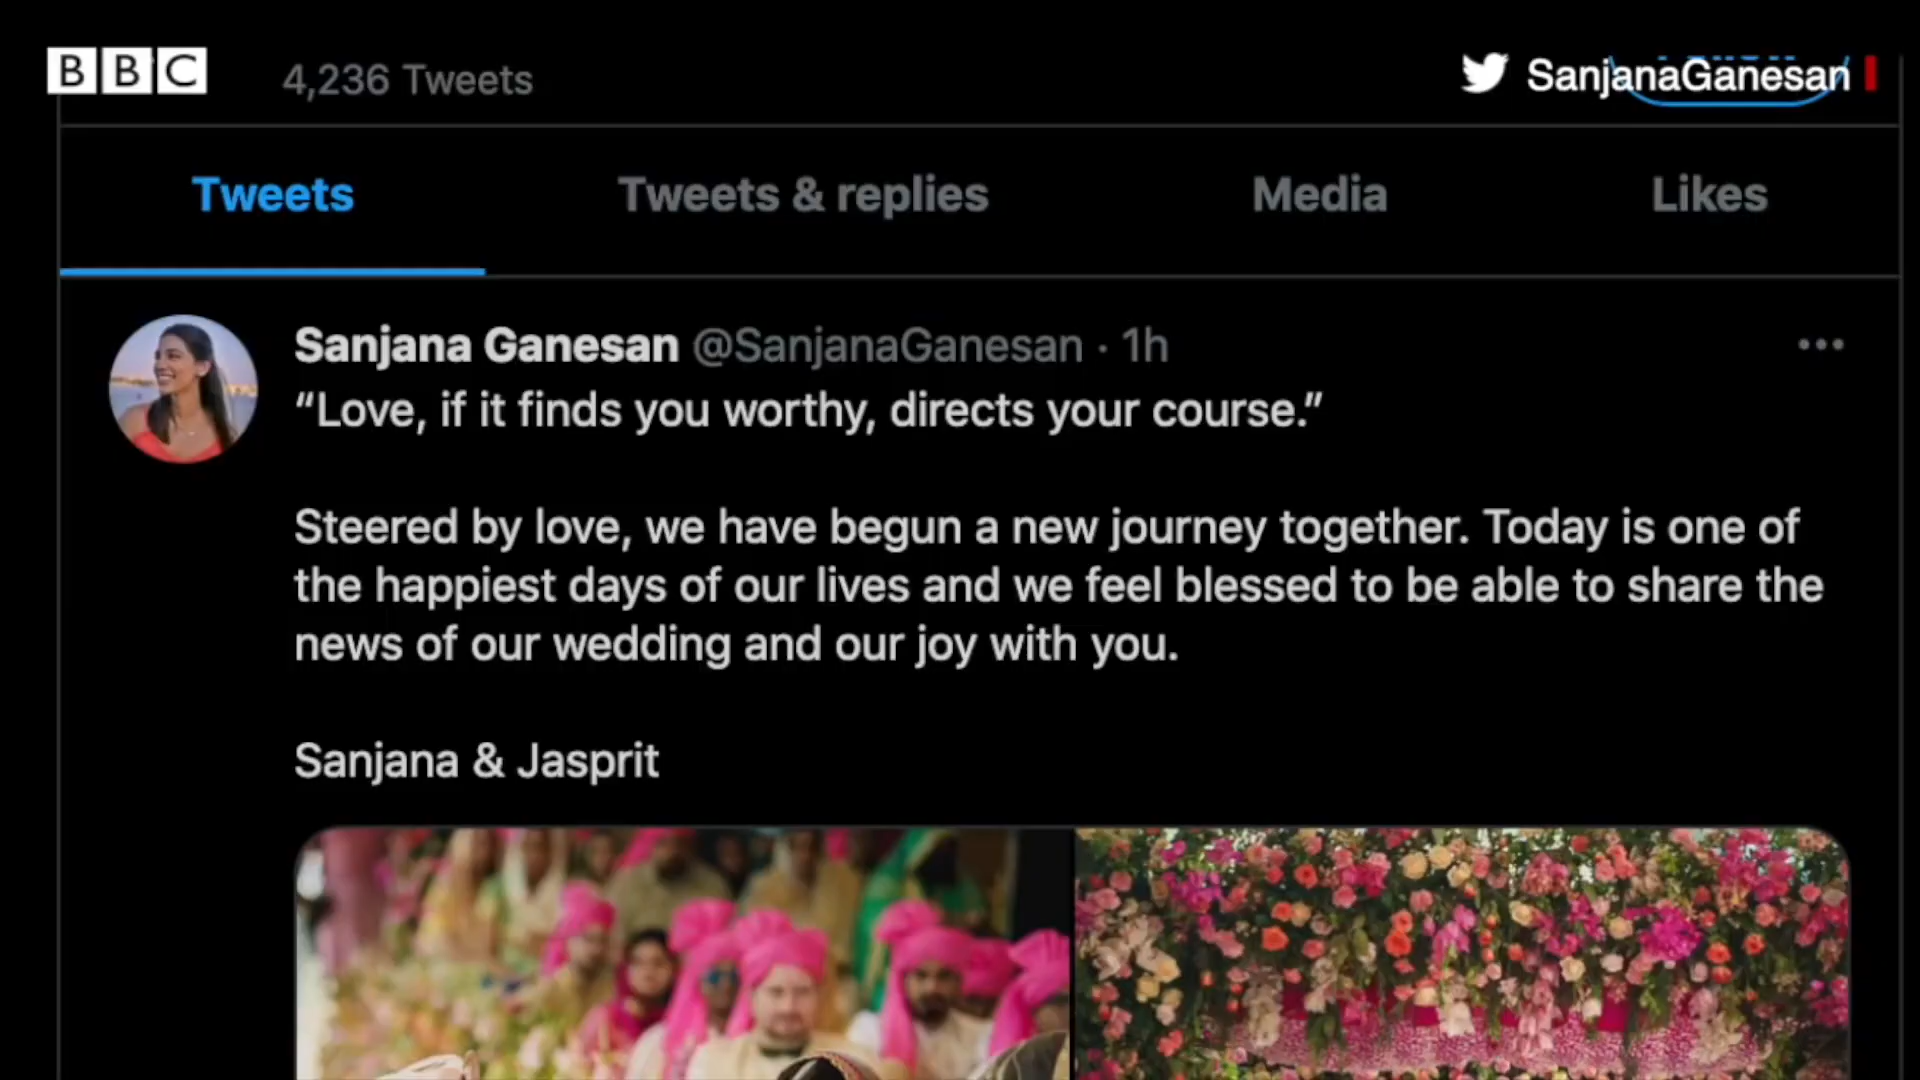 BBC
4,236 Tweets
SanjanaGanesan
Tweets
Tweets & replies
Media
Likes
Sanjana Ganesan @SanjanaGanesan · 1h
“Love, if it finds you worthy, directs your course.”
Steered by love, we have begun a new journey together. Today is one of
the happiest days of our lives and we feel blessed to be able to share the
news of our wedding and our joy with you.
Sanjana & Jasprit